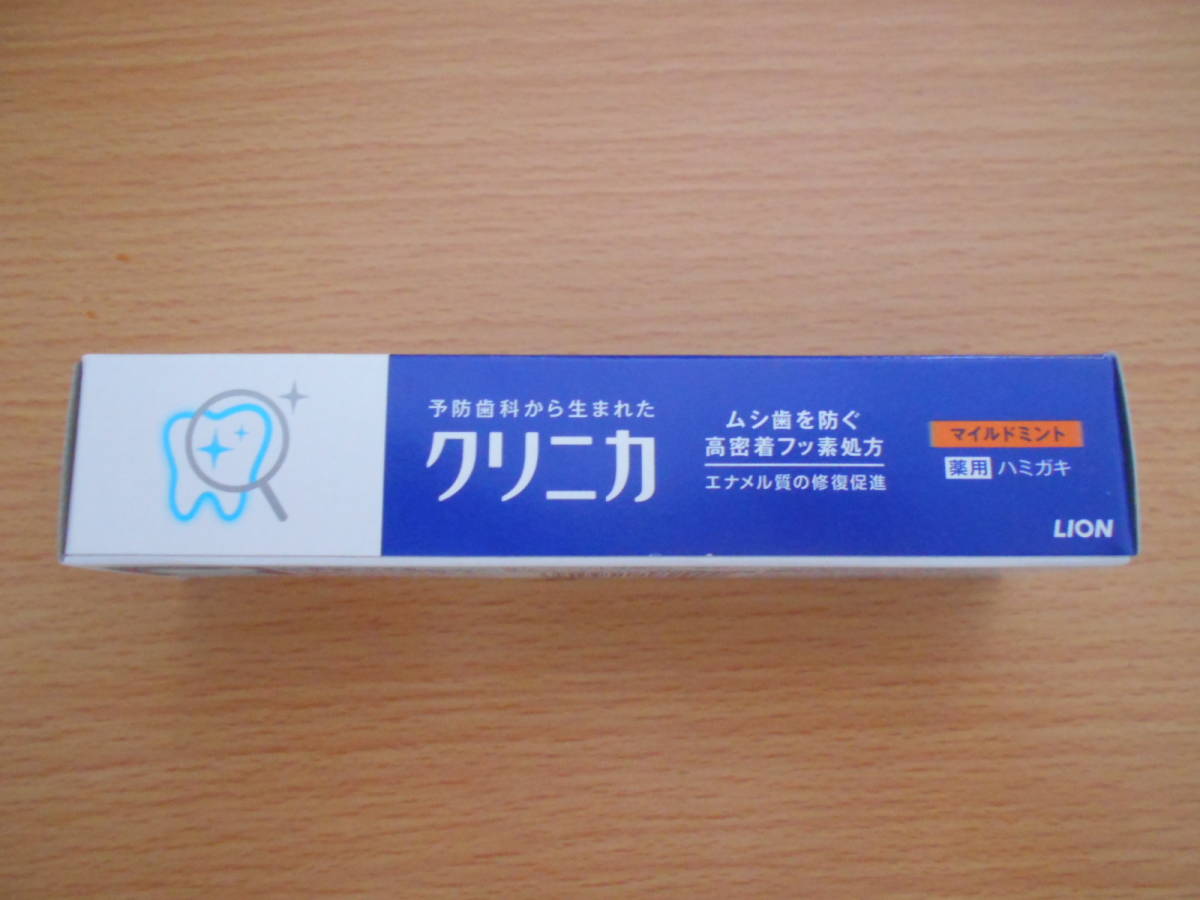 予防歯科から生まれた
クリニカ
ムシ歯を防ぐ
高密着フッ素処方
エナメル質の修復促進
マイルドミント
薬用 ハミガキ
LION